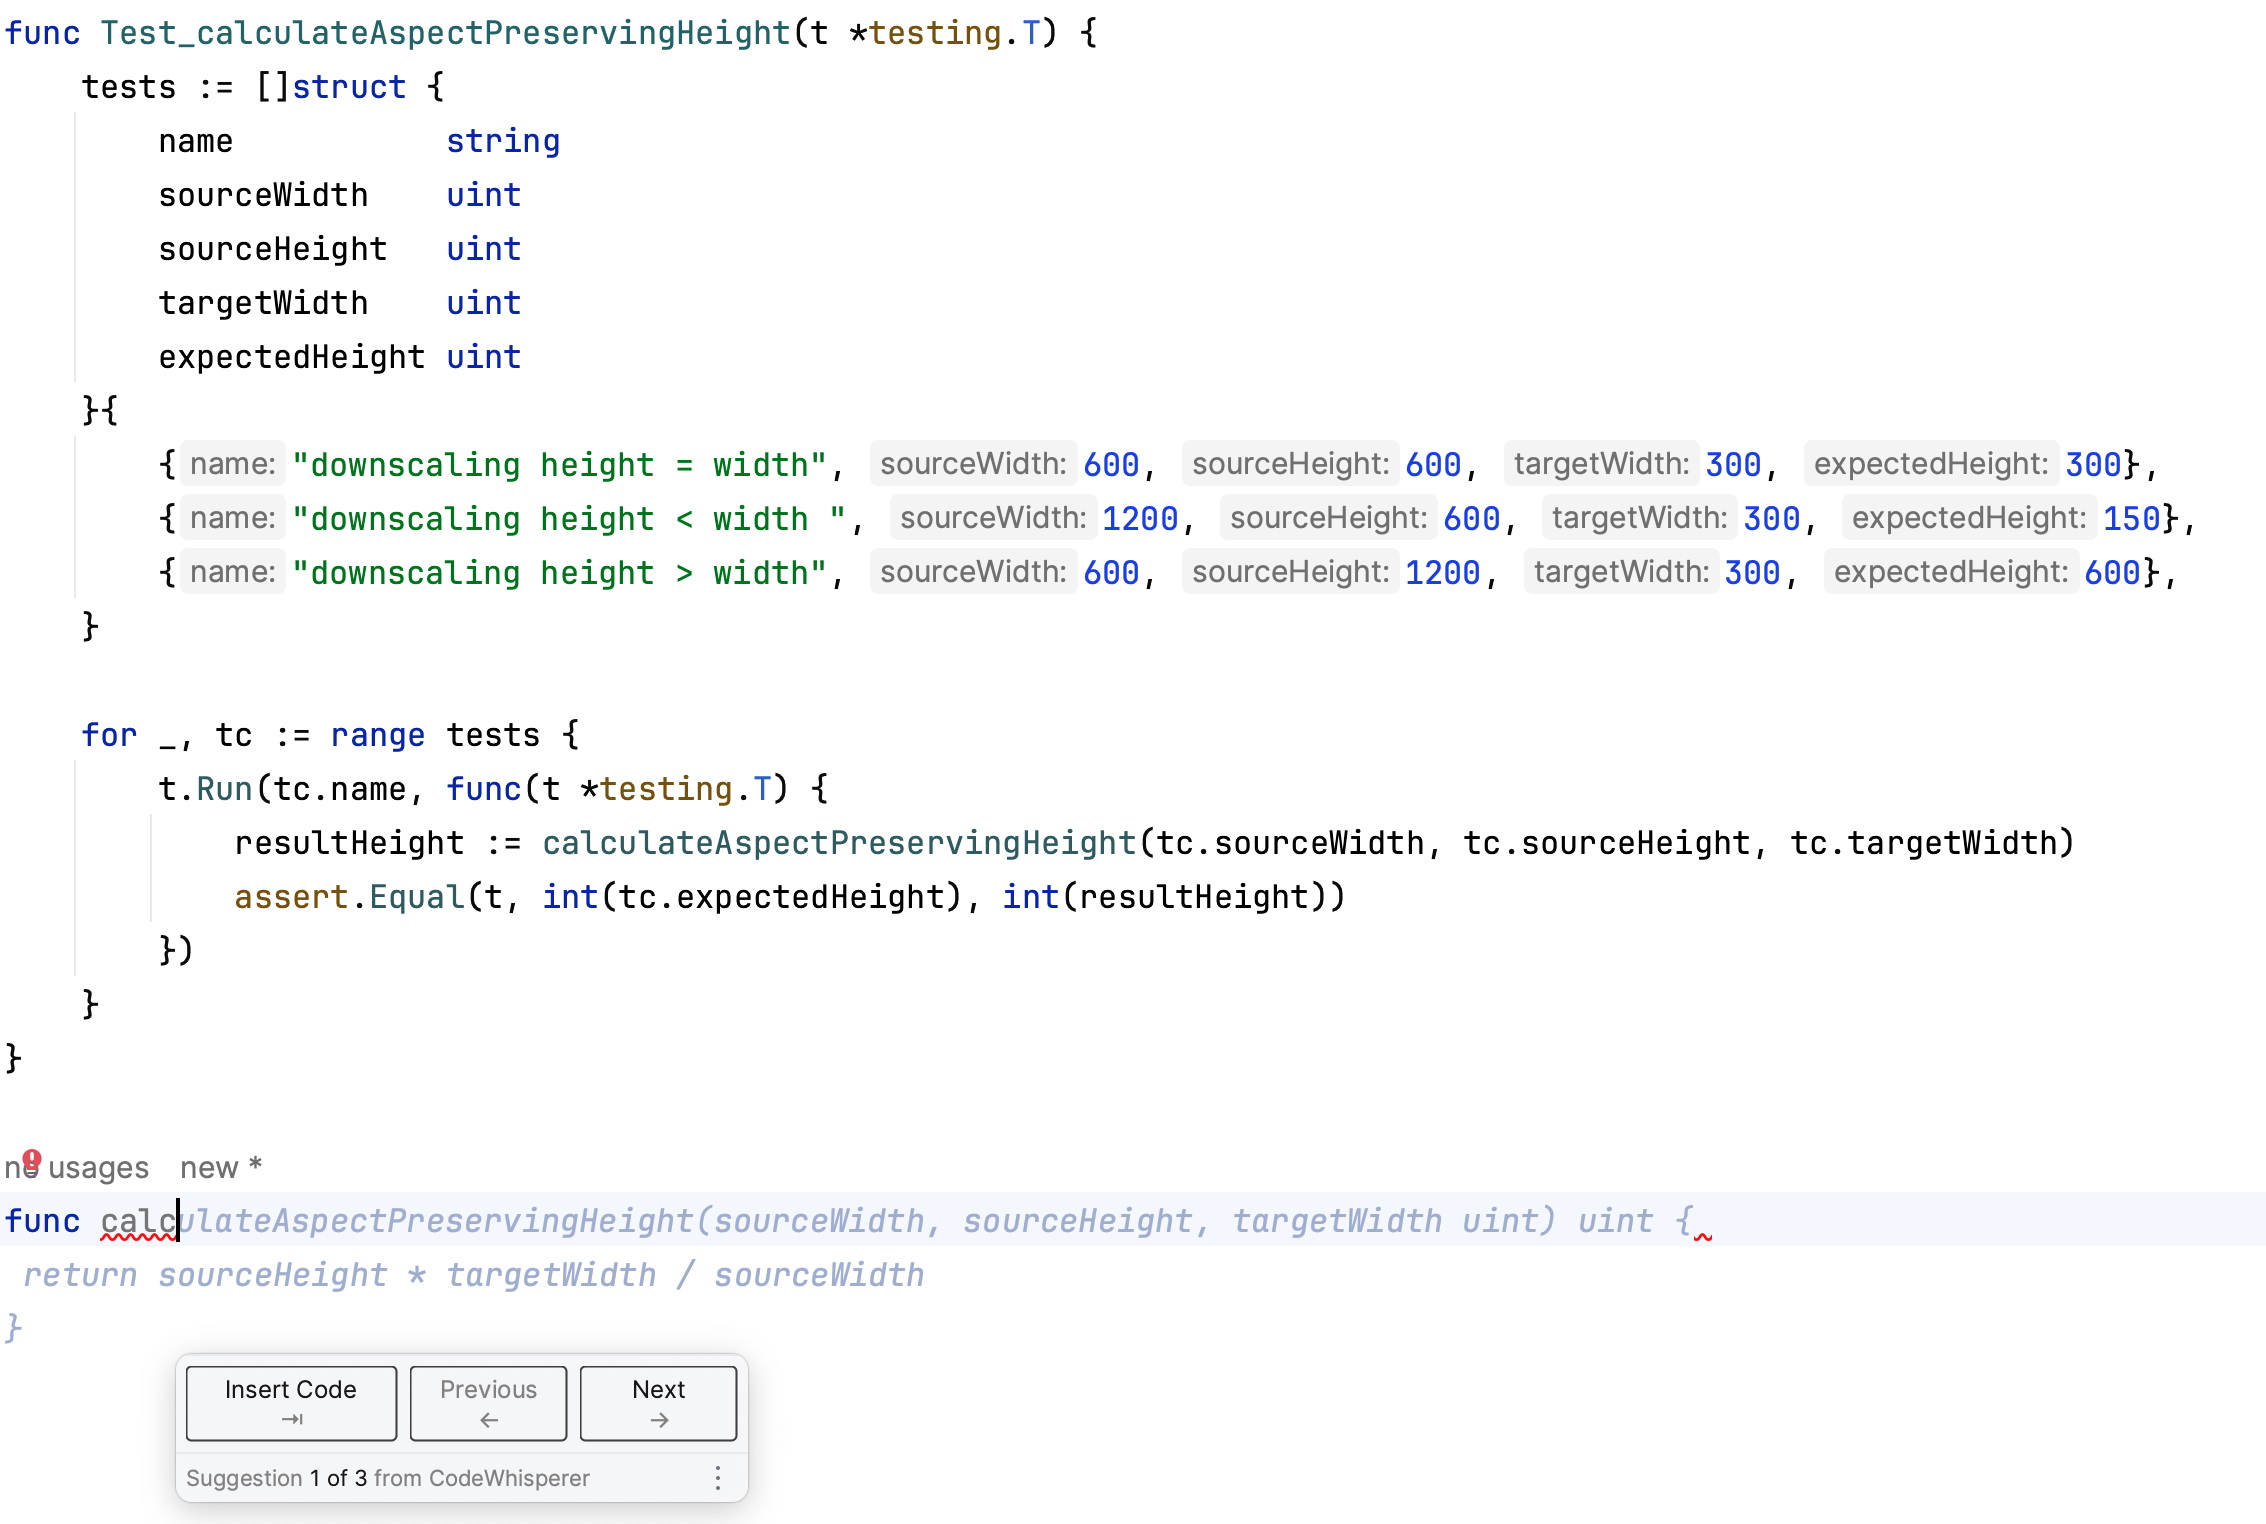 func Test_calculateAspectPreservingHeight(t *testing.T) {
    tests := []struct {
        name           string
        sourceWidth    uint
        sourceHeight   uint
        targetWidth    uint
        expectedHeight uint
    }{
        {name: "downscaling height = width", sourceWidth: 600, sourceHeight: 600, targetWidth: 300, expectedHeight: 300},
        {name: "downscaling height < width ", sourceWidth: 1200, sourceHeight: 600, targetWidth: 300, expectedHeight: 150},
        {name: "downscaling height > width", sourceWidth: 600, sourceHeight: 1200, targetWidth: 300, expectedHeight: 600},
    }

    for _, tc := range tests {
        t.Run(tc.name, func(t *testing.T) {
            resultHeight := calculateAspectPreservingHeight(tc.sourceWidth, tc.sourceHeight, tc.targetWidth)
            assert.Equal(t, int(tc.expectedHeight), int(resultHeight))
        })
    }
}

no usages   new *
func calculateAspectPreservingHeight(sourceWidth, sourceHeight, targetWidth uint) uint {
 return sourceHeight * targetWidth / sourceWidth
}
Insert Code Previous Next
⇥ ← →
Suggestion 1 of 3 from CodeWhisperer